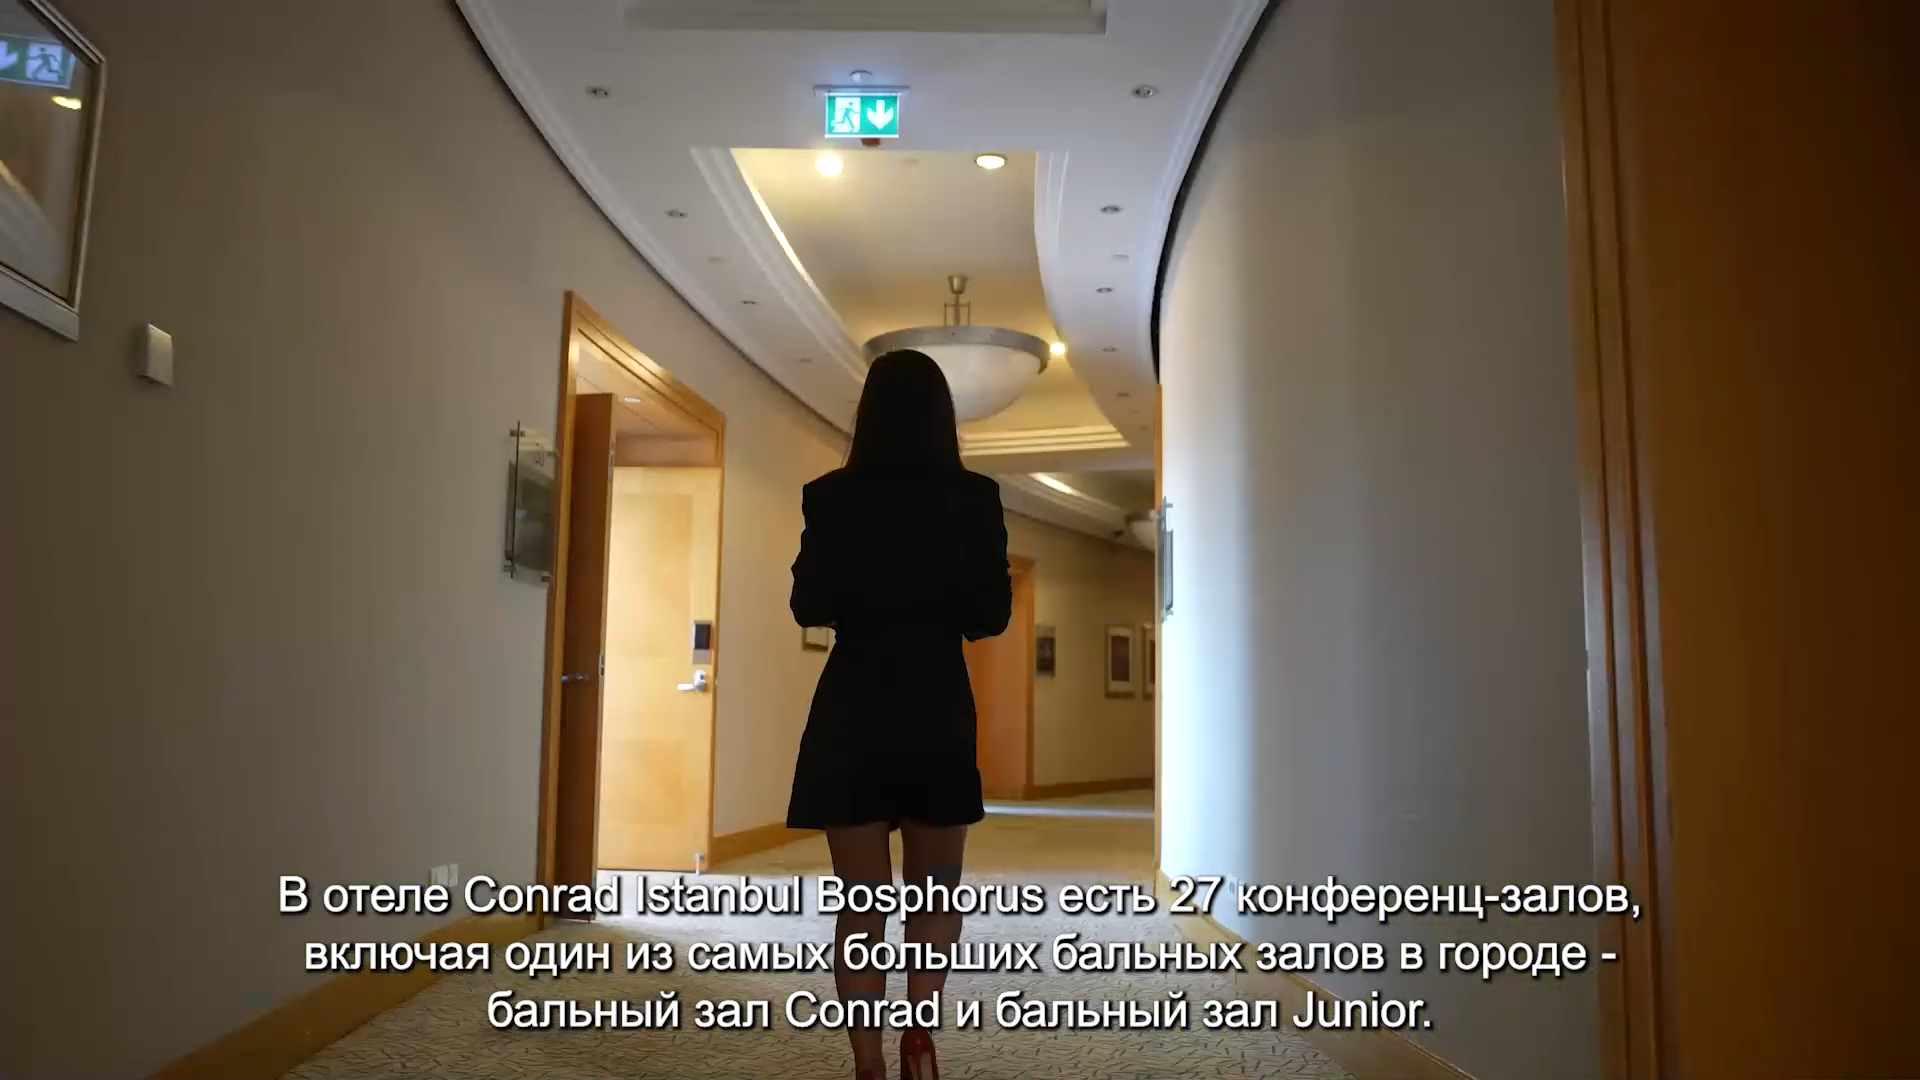 В отеле Conrad Istanbul Bosphorus есть 27 конференц-залов,
включая один из самых больших бальных залов в городе -
бальный зал Conrad и бальный зал Junior.